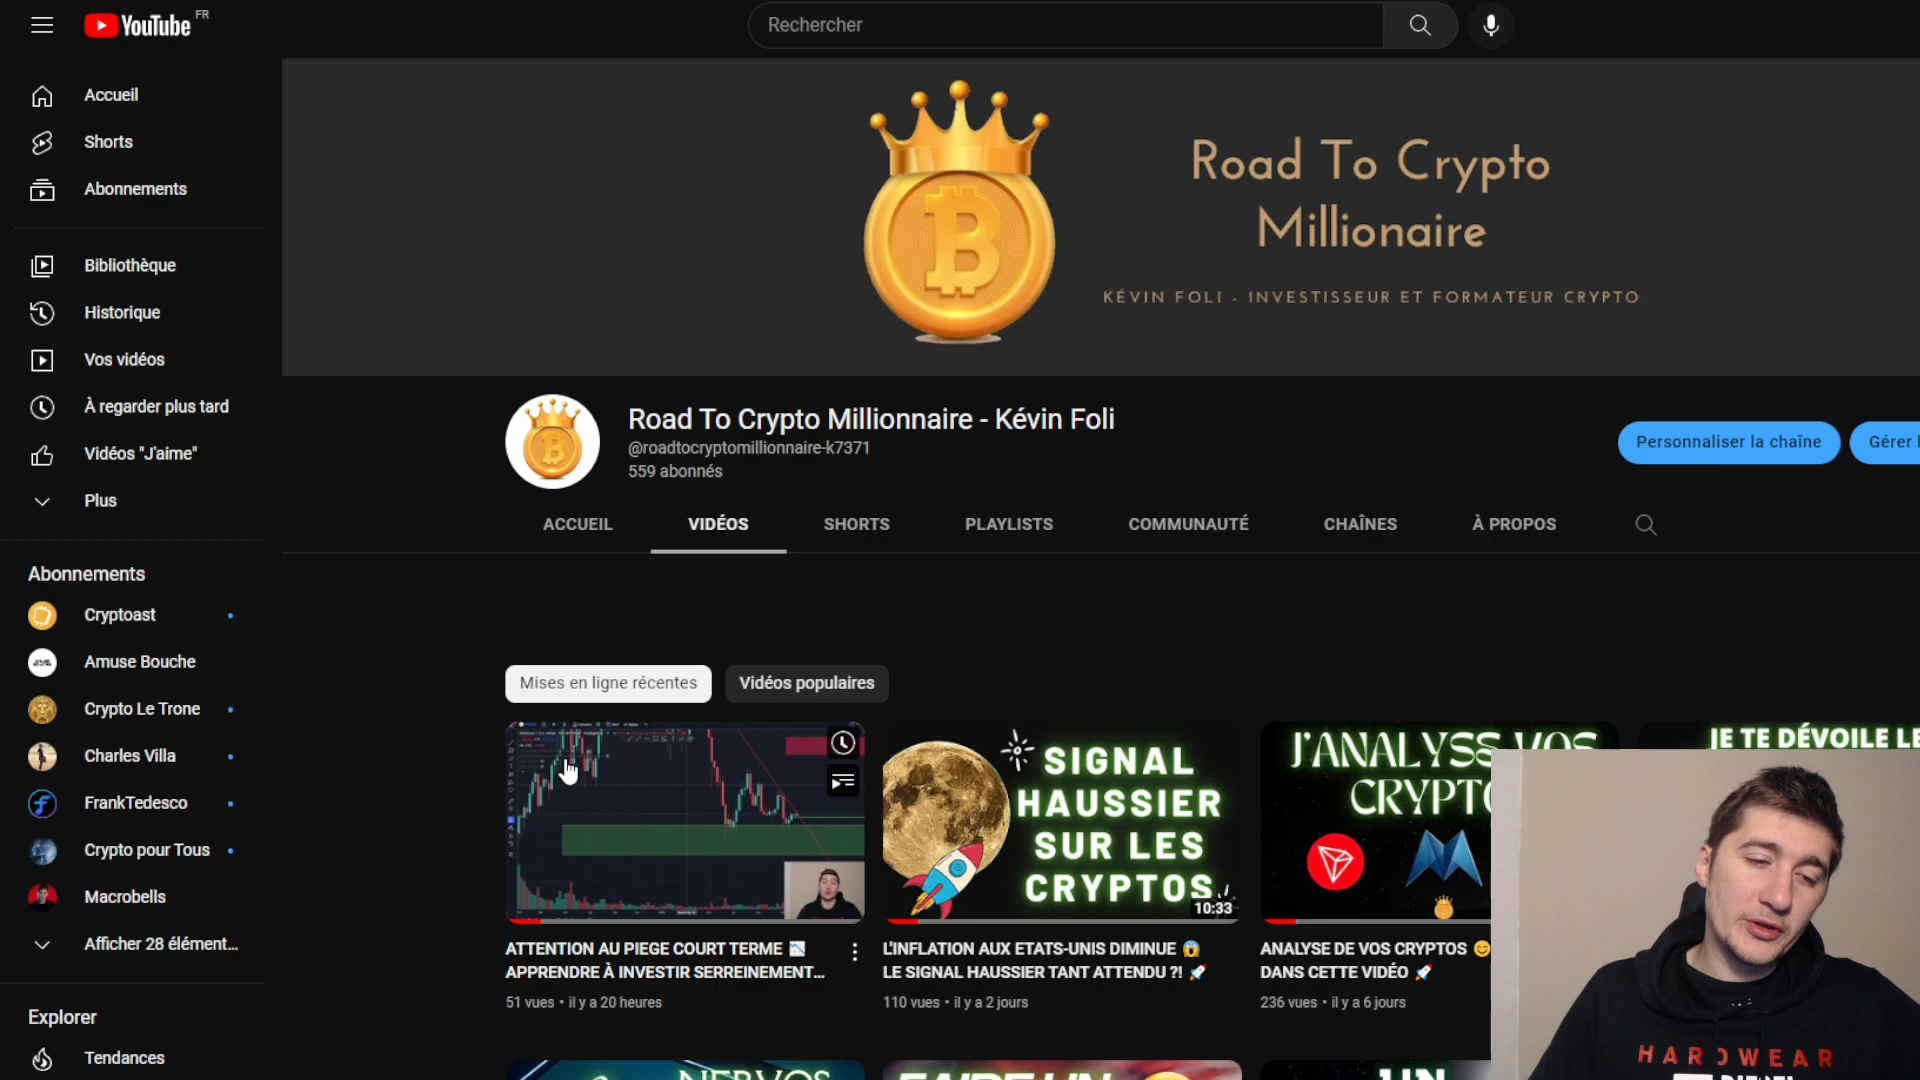 YouTube FR
Rechercher
Accueil
Shorts
Abonnements
Bibliothèque
Historique
Vos vidéos
À regarder plus tard
Vidéos "J'aime"
Plus
Abonnements
Cryptoast
Amuse Bouche
Crypto Le Trone
Charles Villa
FrankTedesco
Crypto pour Tous
Macrobells
Afficher 28 élément...
Explorer
Tendances
Road To Crypto
Millionaire
KÉVIN FOLI - INVESTISSEUR ET FORMATEUR CRYPTO
Road To Crypto Millionnaire - Kévin Foli
@roadtocryptomillionnaire-k7371
559 abonnés
Personnaliser la chaîne
Gérer
ACCUEIL
VIDÉOS
SHORTS
PLAYLISTS
COMMUNAUTÉ
CHAÎNES
À PROPOS
Mises en ligne récentes
Vidéos populaires
SIGNAL
HAUSSIER
SUR LES
CRYPTOS
10:33
J'ANALYSE VOS
CRYPTO
JE TE DÉVOILE LE
ATTENTION AU PIEGE COURT TERME 📉
APPRENDRE À INVESTIR SERREINEMENT...
51 vues • il y a 20 heures
L'INFLATION AUX ETATS-UNIS DIMINUE 😱
LE SIGNAL HAUSSIER TANT ATTENDU ?! 🚀
110 vues • il y a 2 jours
ANALYSE DE VOS CRYPTOS 😊
DANS CETTE VIDÉO 🚀
236 vues • il y a 6 jours
NERVOS
FAIRE UN
UN
HARDWEAR